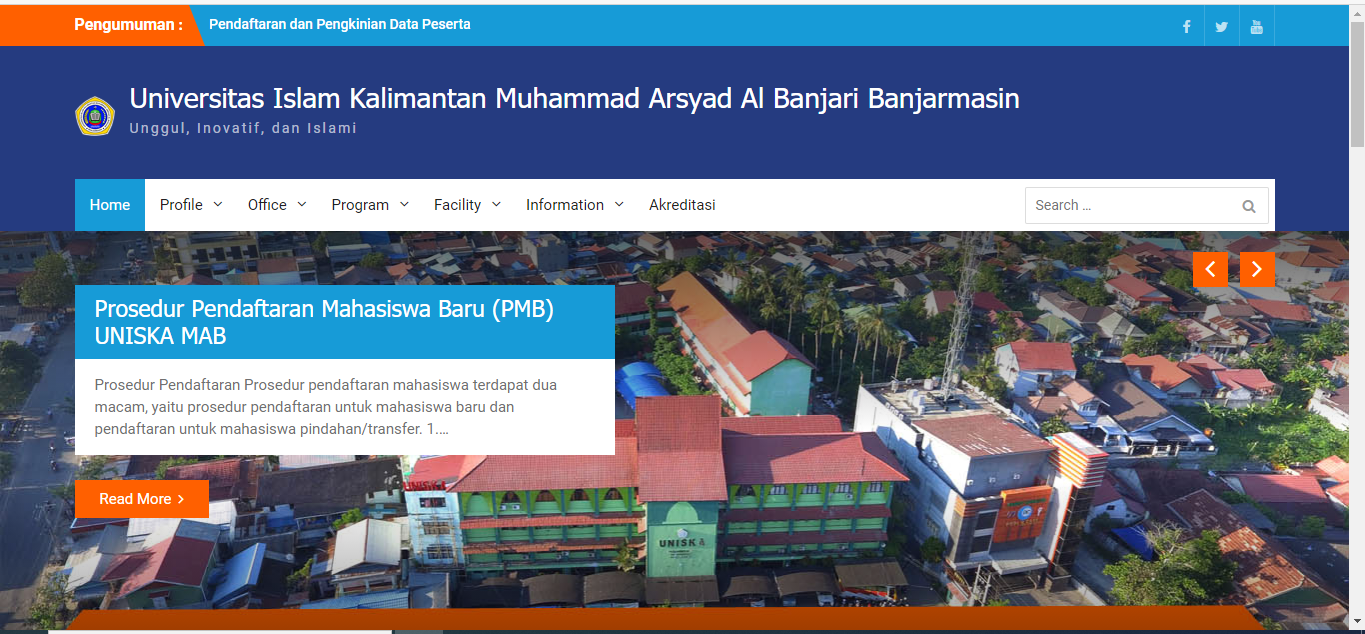 Pengumuman :
Pendaftaran dan Pengkinian Data Peserta
Universitas Islam Kalimantan Muhammad Arsyad Al Banjari Banjarmasin
Unggul, Inovatif, dan Islami
Home Profile Office Program Facility Information Akreditasi Search ...
Prosedur Pendaftaran Mahasiswa Baru (PMB)
UNISKA MAB
Prosedur Pendaftaran Prosedur pendaftaran mahasiswa terdapat dua
macam, yaitu prosedur pendaftaran untuk mahasiswa baru dan
pendaftaran untuk mahasiswa pindahan/transfer. 1....
Read More
UNISKA
UNISKA